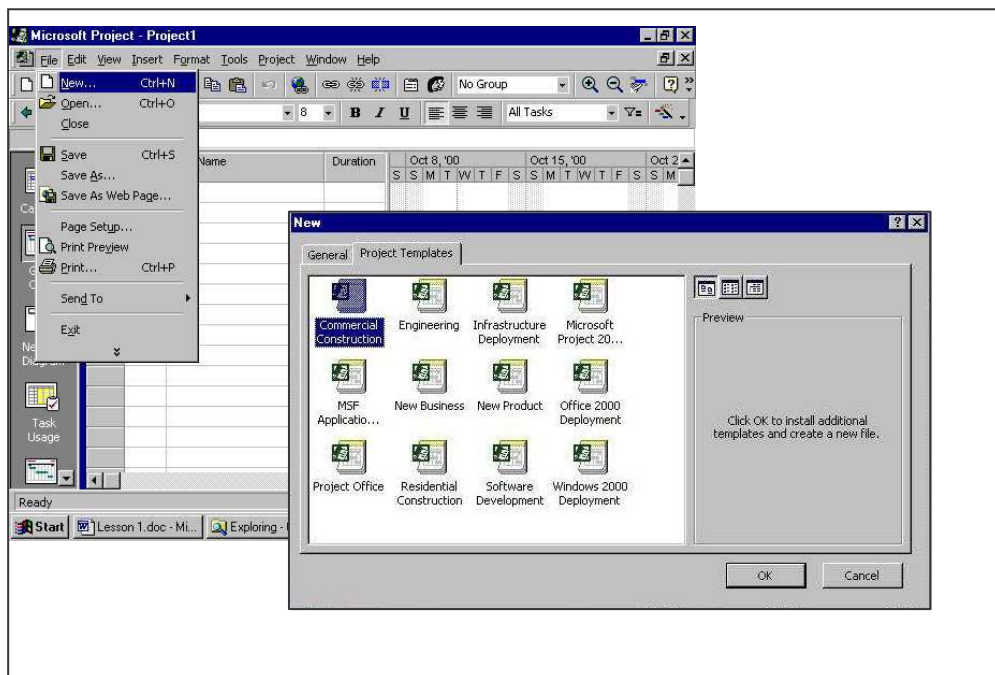 Microsoft Project - Project1
File Edit View Insert Format Tools Project Window Help
No Group
8 B I U All Tasks
New... Ctrl+N
Open... Ctrl+O
Close
Save Ctrl+S
Save As...
Save As Web Page...
Page Setup...
Print Preview
Print... Ctrl+P
Send To
Exit
Name Duration Oct 8, '00 Oct 15, '00 Oct 2
S S M T W T F S S M T W T F S S M
Task
Usage
Ready
Start Lesson 1.doc - Mi... Exploring -
New
General Project Templates
Commercial Construction
Engineering
Infrastructure Deployment
Microsoft Project 20...
MSF Applicatio...
New Business
New Product
Office 2000 Deployment
Project Office
Residential Construction
Software Development
Windows 2000 Deployment
Preview
Click OK to install additional
templates and create a new file.
OK Cancel